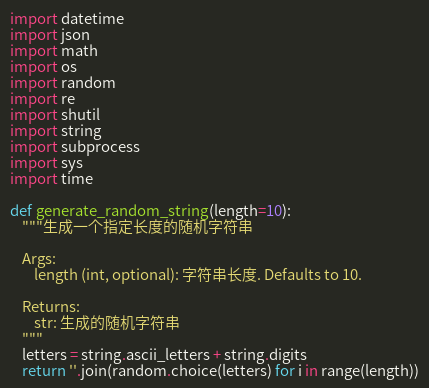 import datetime
import json
import math
import os
import random
import re
import shutil
import string
import subprocess
import sys
import time

def generate_random_string(length=10):
    """生成一个指定长度的随机字符串

    Args:
        length (int, optional): 字符串长度. Defaults to 10.

    Returns:
        str: 生成的随机字符串
    """
    letters = string.ascii_letters + string.digits
    return ''.join(random.choice(letters) for i in range(length))